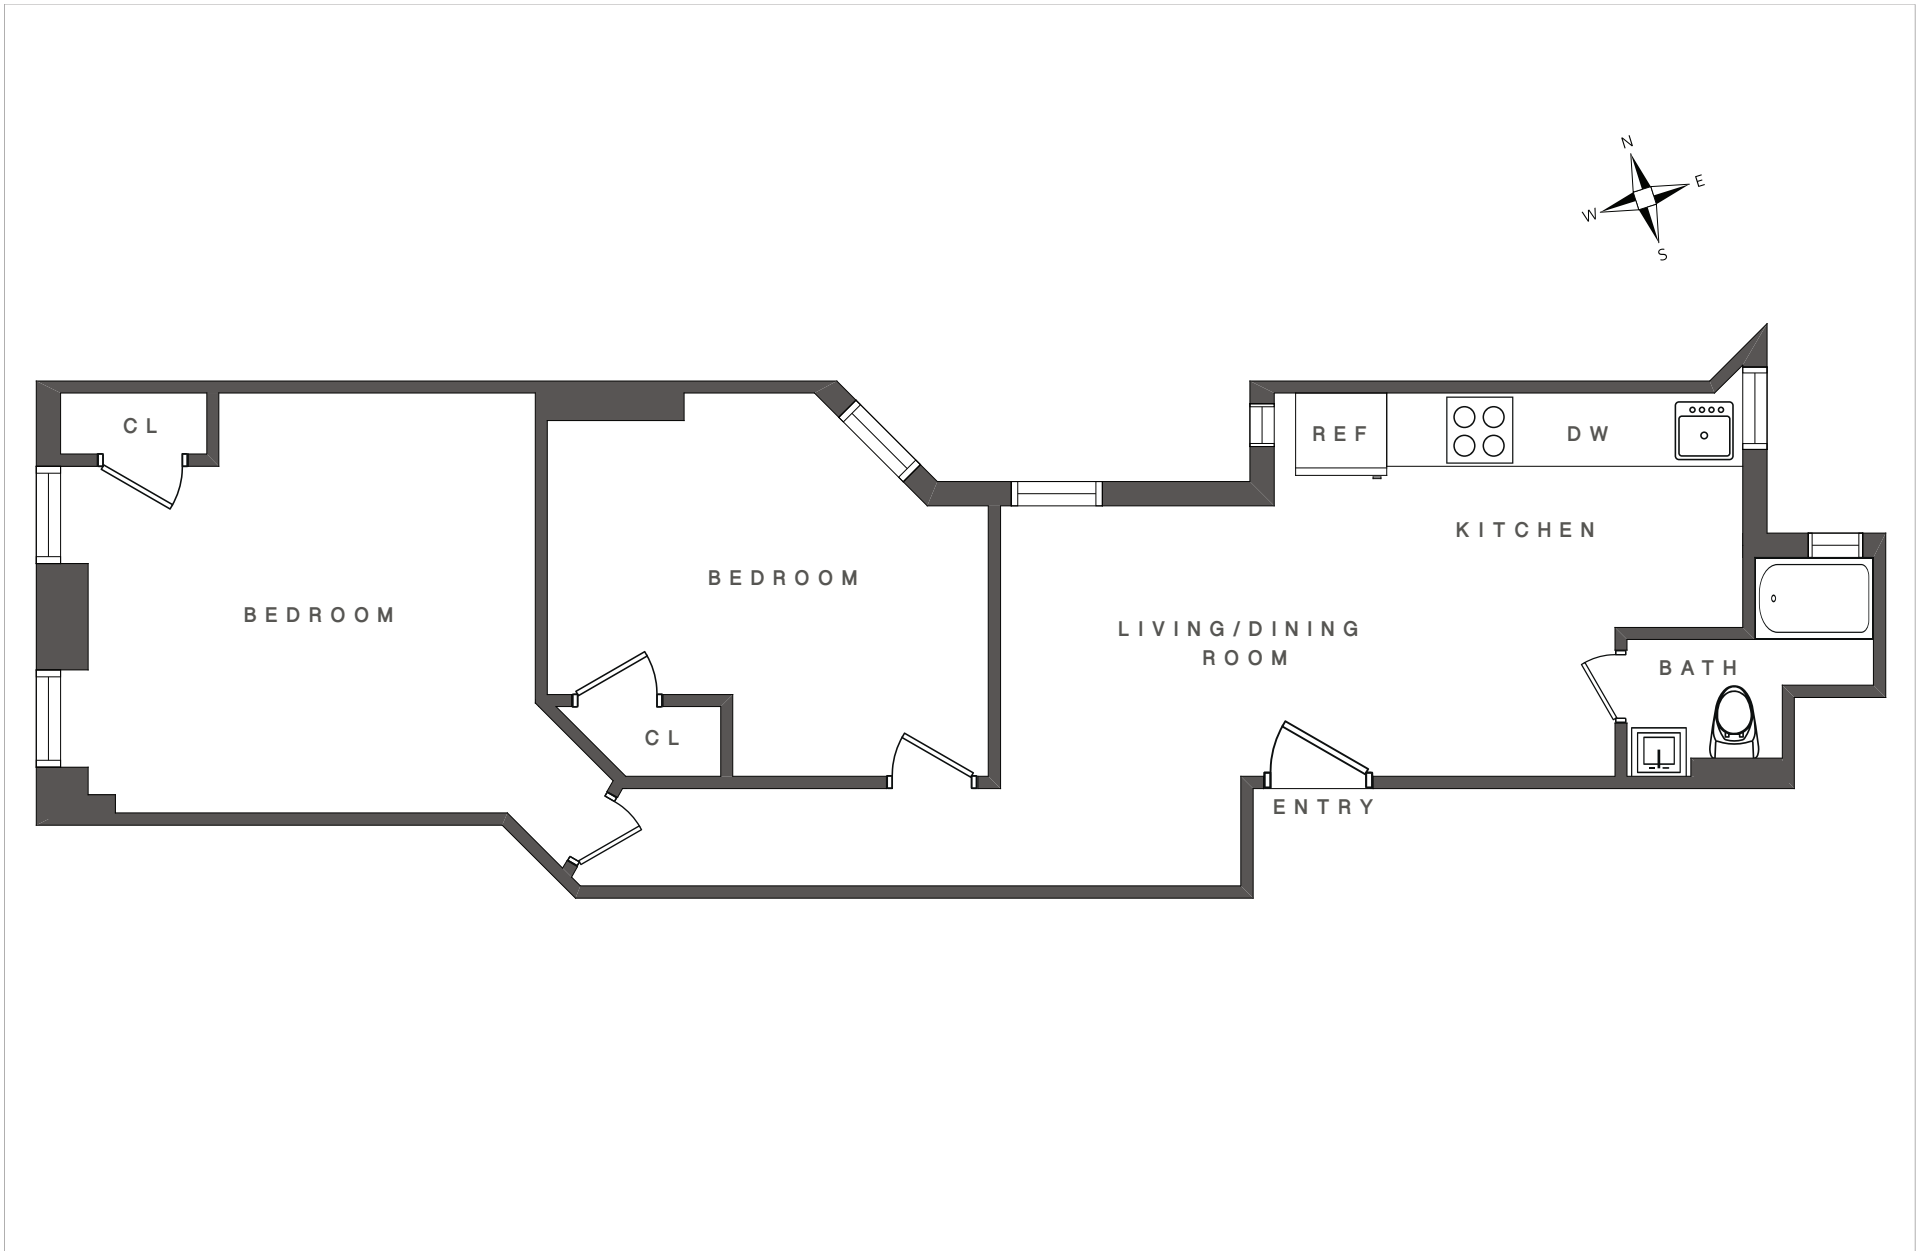 N
E
W
S
CL
REF
DW
KITCHEN
BEDROOM
BEDROOM
LIVING/DINING
ROOM
BATH
CL
ENTRY